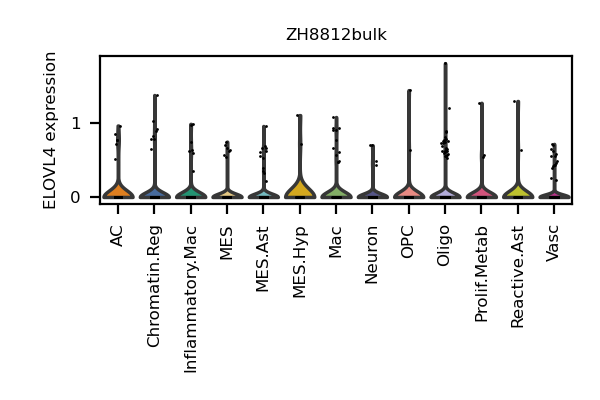 ZH8812bulk
ELOVL4 expression
1
0
AC
Chromatin.Reg
Inflammatory.Mac
MES
MES.Ast
MES.Hyp
Mac
Neuron
OPC
Oligo
Prolif.Metab
Reactive.Ast
Vasc